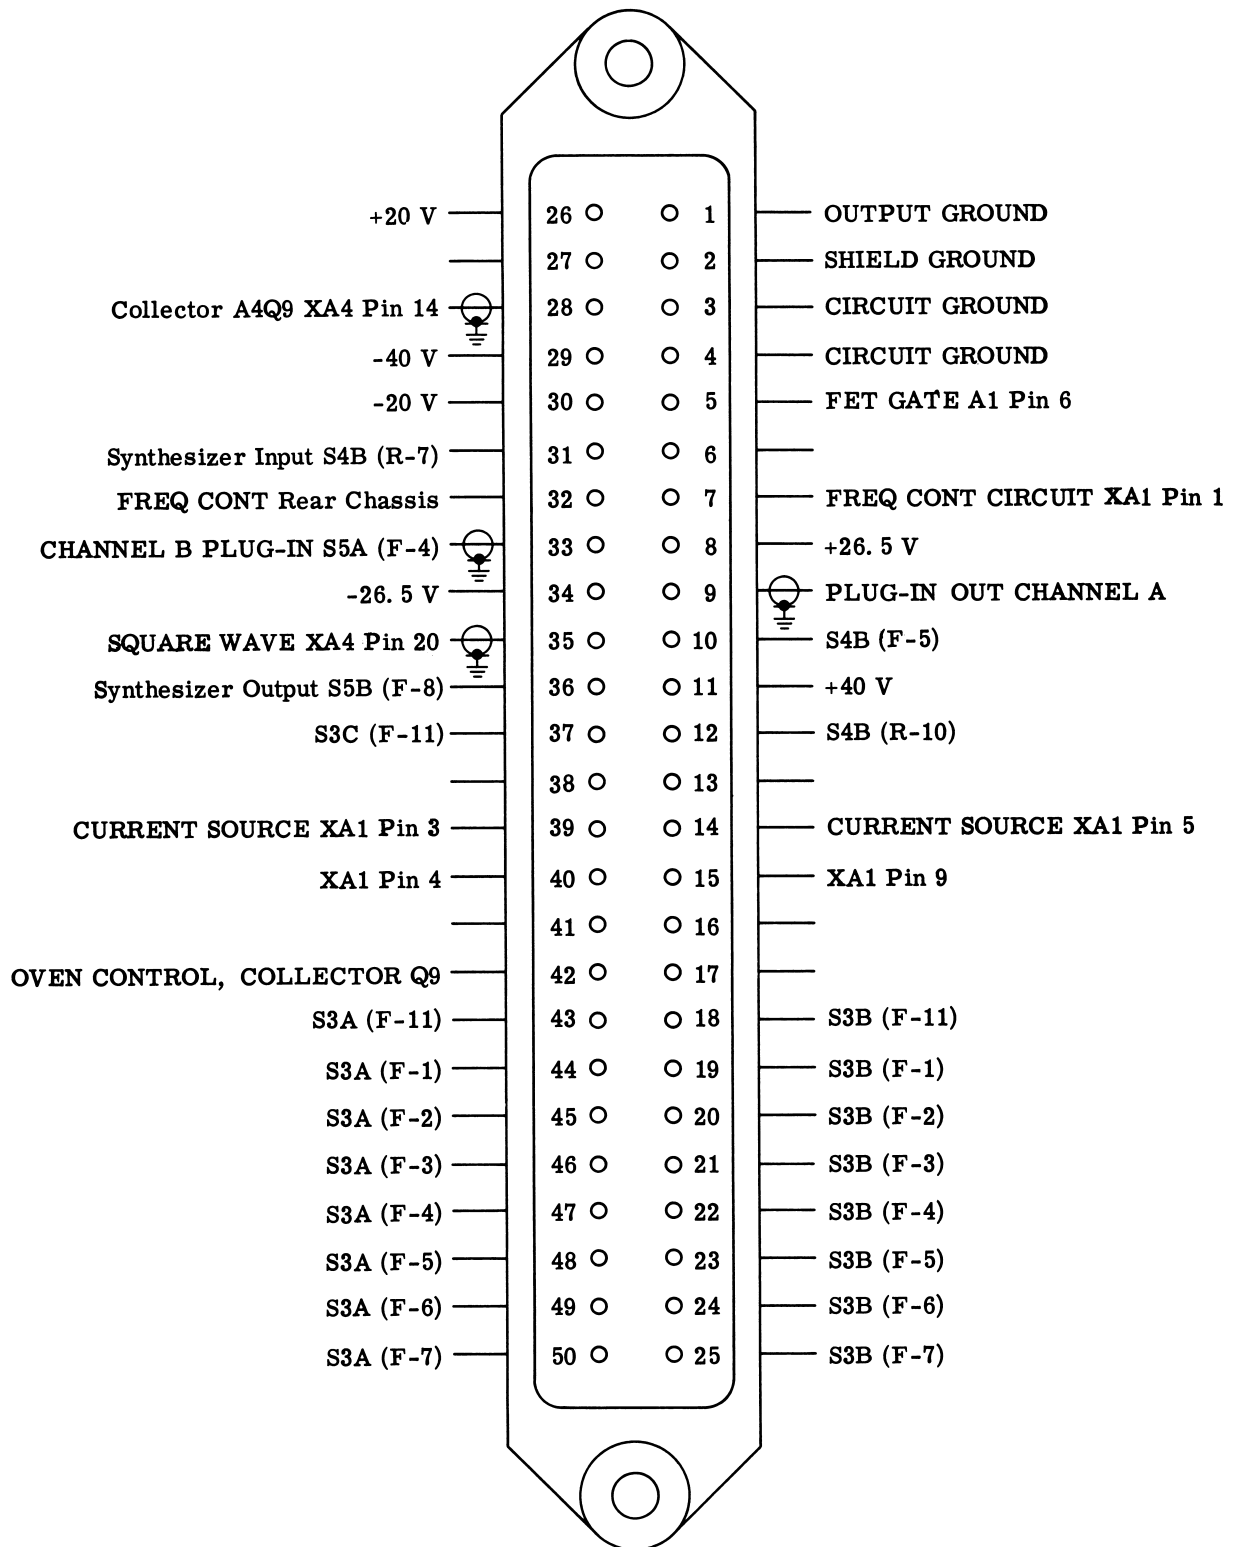 +20 V 26 1 OUTPUT GROUND
27 2 SHIELD GROUND
Collector A4Q9 XA4 Pin 14 28 3 CIRCUIT GROUND
-40 V 29 4 CIRCUIT GROUND
-20 V 30 5 FET GATE A1 Pin 6
Synthesizer Input S4B (R-7) 31 6
FREQ CONT Rear Chassis 32 7 FREQ CONT CIRCUIT XA1 Pin 1
CHANNEL B PLUG-IN S5A (F-4) 33 8 +26.5 V
-26.5 V 34 9 PLUG-IN OUT CHANNEL A
SQUARE WAVE XA4 Pin 20 35 10 S4B (F-5)
Synthesizer Output S5B (F-8) 36 11 +40 V
S3C (F-11) 37 12 S4B (R-10)
38 13
CURRENT SOURCE XA1 Pin 3 39 14 CURRENT SOURCE XA1 Pin 5
XA1 Pin 4 40 15 XA1 Pin 9
41 16
OVEN CONTROL, COLLECTOR Q9 42 17
S3A (F-11) 43 18 S3B (F-11)
S3A (F-1) 44 19 S3B (F-1)
S3A (F-2) 45 20 S3B (F-2)
S3A (F-3) 46 21 S3B (F-3)
S3A (F-4) 47 22 S3B (F-4)
S3A (F-5) 48 23 S3B (F-5)
S3A (F-6) 49 24 S3B (F-6)
S3A (F-7) 50 25 S3B (F-7)